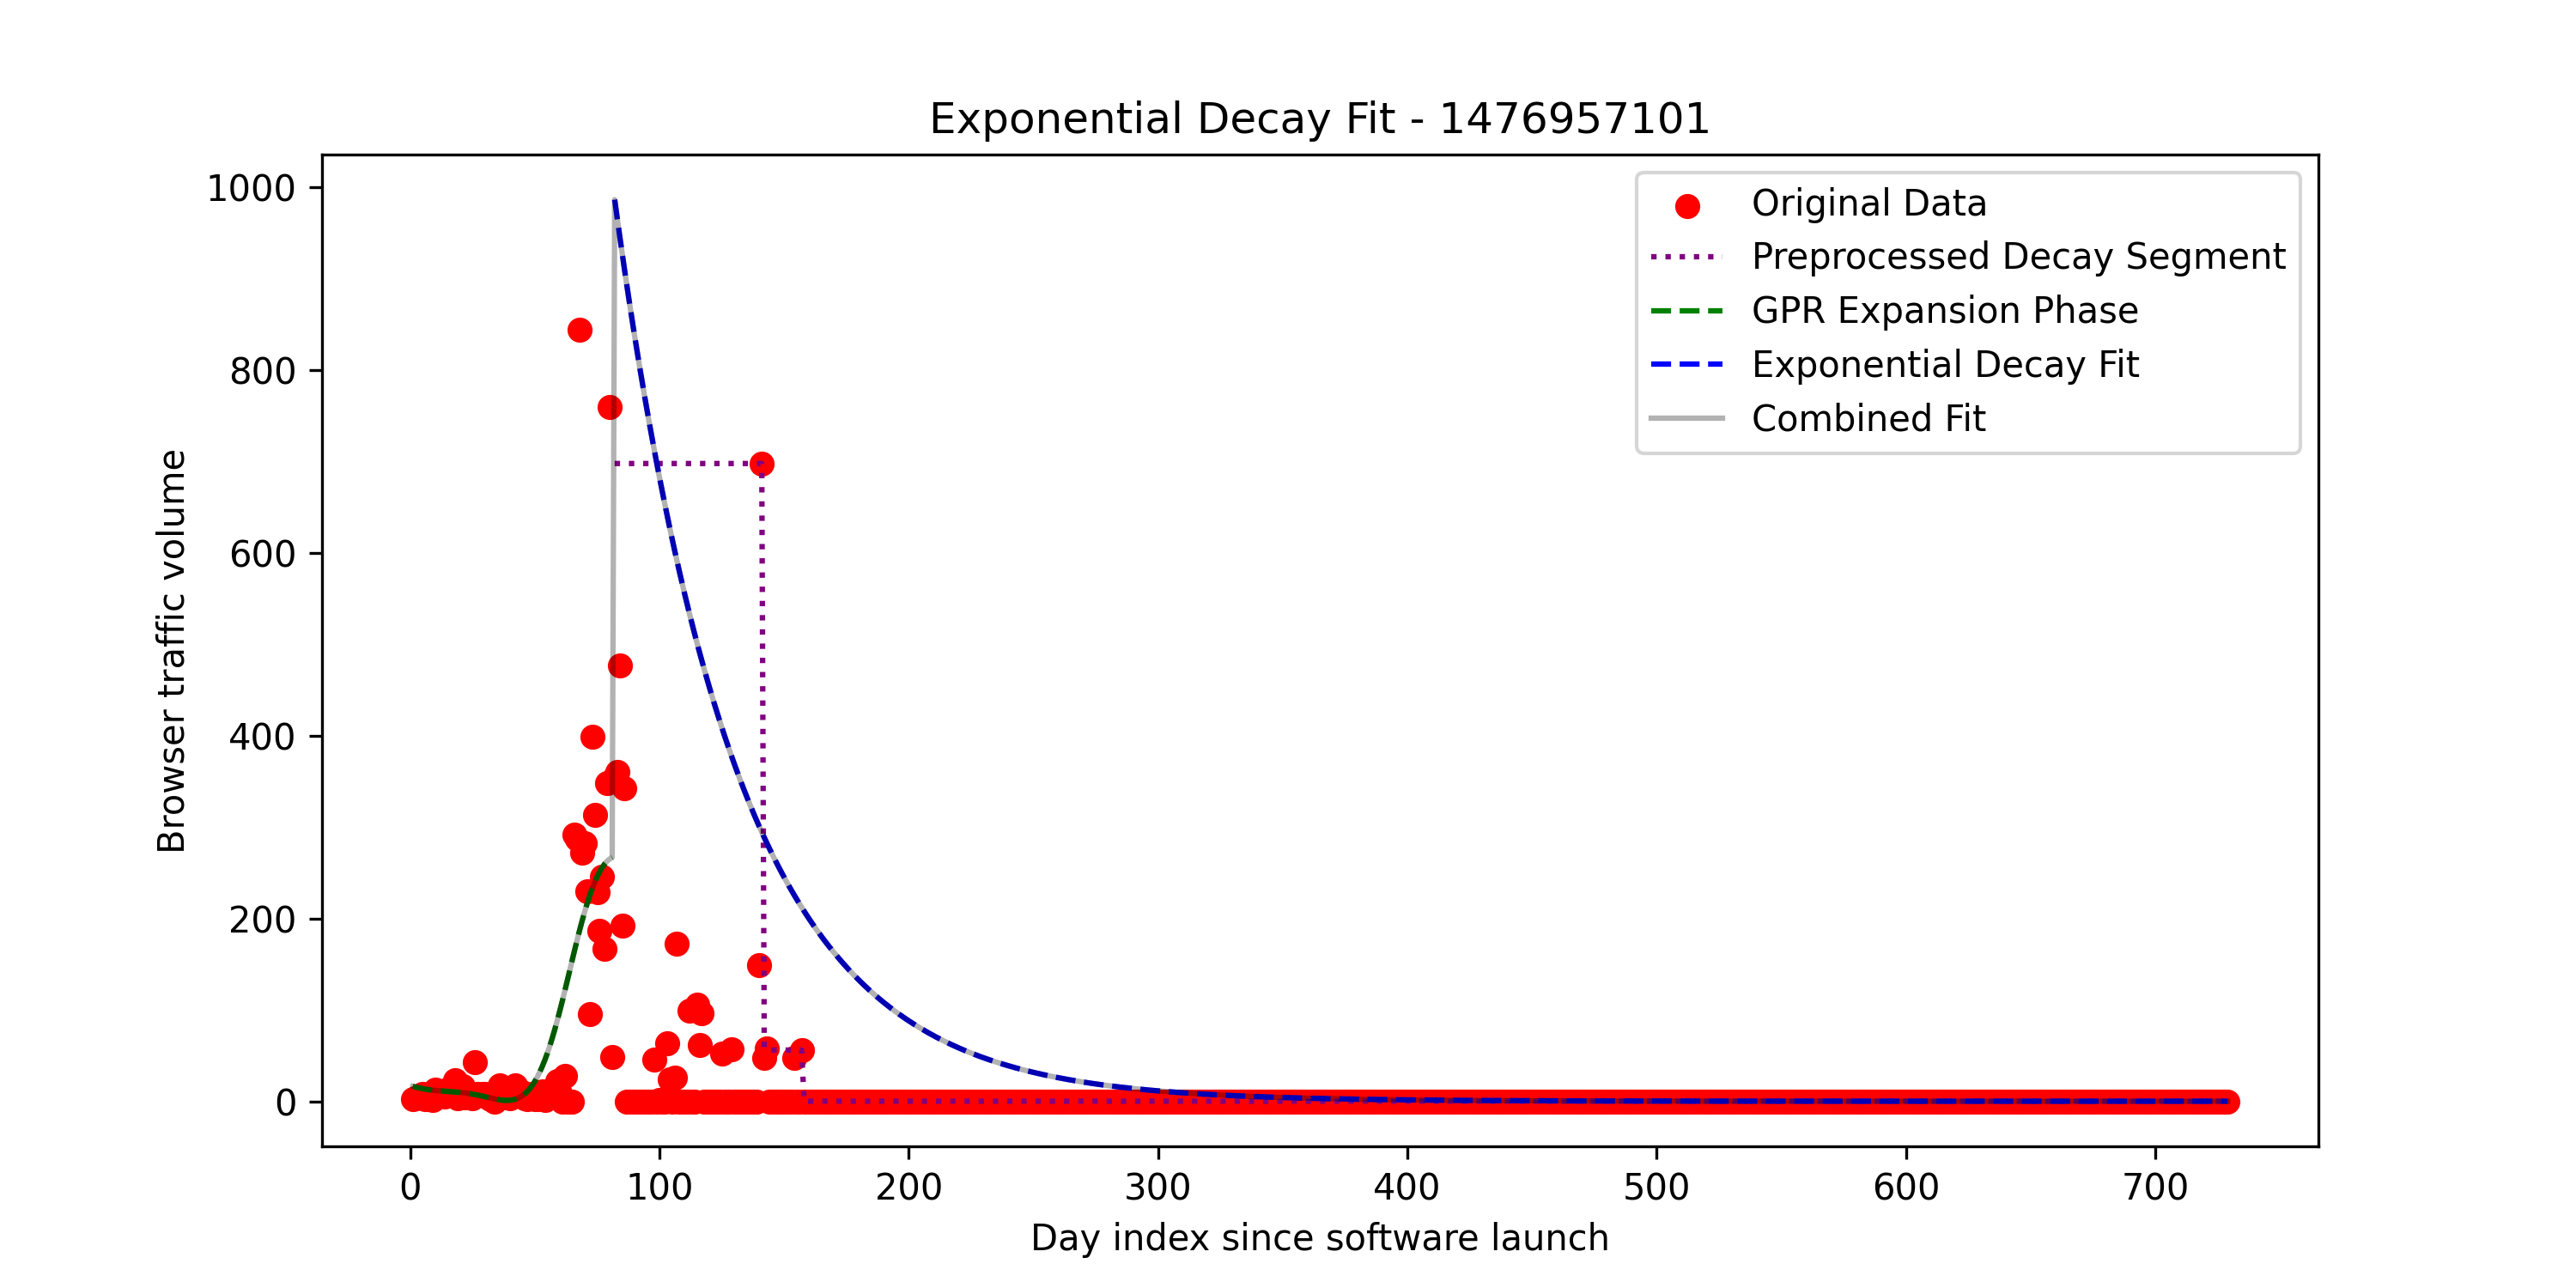 Exponential Decay Fit - 1476957101
1000
800
600
400
200
0
Browser traffic volume
Original Data
Preprocessed Decay Segment
GPR Expansion Phase
Exponential Decay Fit
Combined Fit
0 100 200 300 400 500 600 700
Day index since software launch